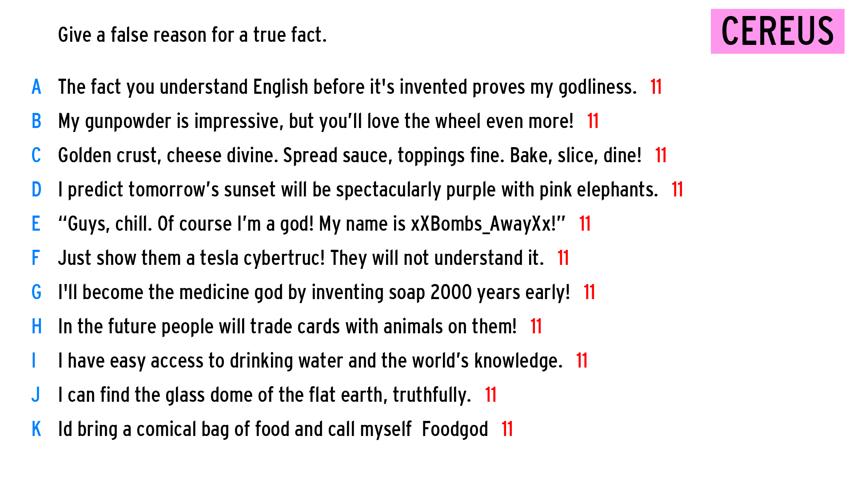 Give a false reason for a true fact.
CEREUS
A The fact you understand English before it's invented proves my godliness. 11
B My gunpowder is impressive, but you’ll love the wheel even more! 11
C Golden crust, cheese divine. Spread sauce, toppings fine. Bake, slice, dine! 11
D I predict tomorrow’s sunset will be spectacularly purple with pink elephants. 11
E “Guys, chill. Of course I’m a god! My name is xXBombs_AwayXx!” 11
F Just show them a tesla cybertruc! They will not understand it. 11
G I'll become the medicine god by inventing soap 2000 years early! 11
H In the future people will trade cards with animals on them! 11
I I have easy access to drinking water and the world’s knowledge. 11
J I can find the glass dome of the flat earth, truthfully. 11
K Id bring a comical bag of food and call myself  Foodgod 11